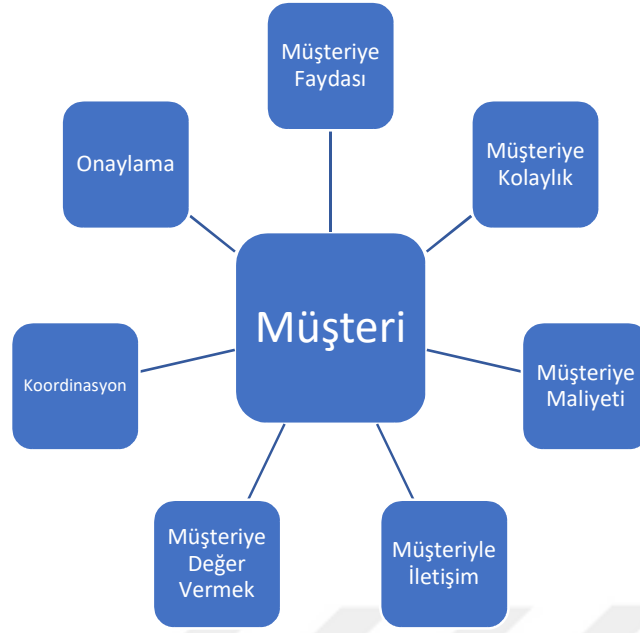 Müşteriye
Faydası
Müşteriye
Kolaylık
Onaylama
Müşteri
Müşteriye
Maliyeti
Koordinasyon
Müşteriye
Değer
Vermek
Müşteriyle
İletişim